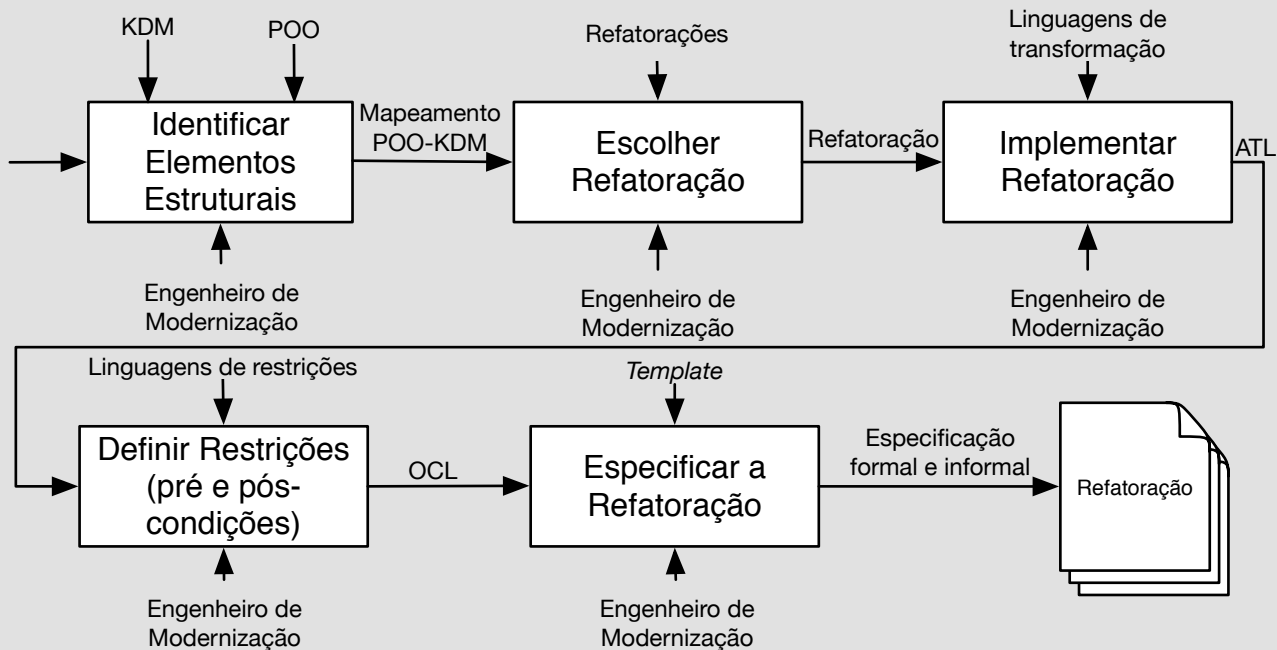 KDM
POO
Refatorações
Linguagens de
transformação
Identificar
Elementos
Estruturais
Mapeamento
POO-KDM
Escolher
Refatoração
Refatoração
Implementar
Refatoração
ATL
Engenheiro de
Modernização
Engenheiro de
Modernização
Engenheiro de
Modernização
Linguagens de restrições
Template
Definir Restrições
(pré e pós-
condições)
OCL
Especificar a
Refatoração
Especificação
formal e informal
Refatoração
Engenheiro de
Modernização
Engenheiro de
Modernização